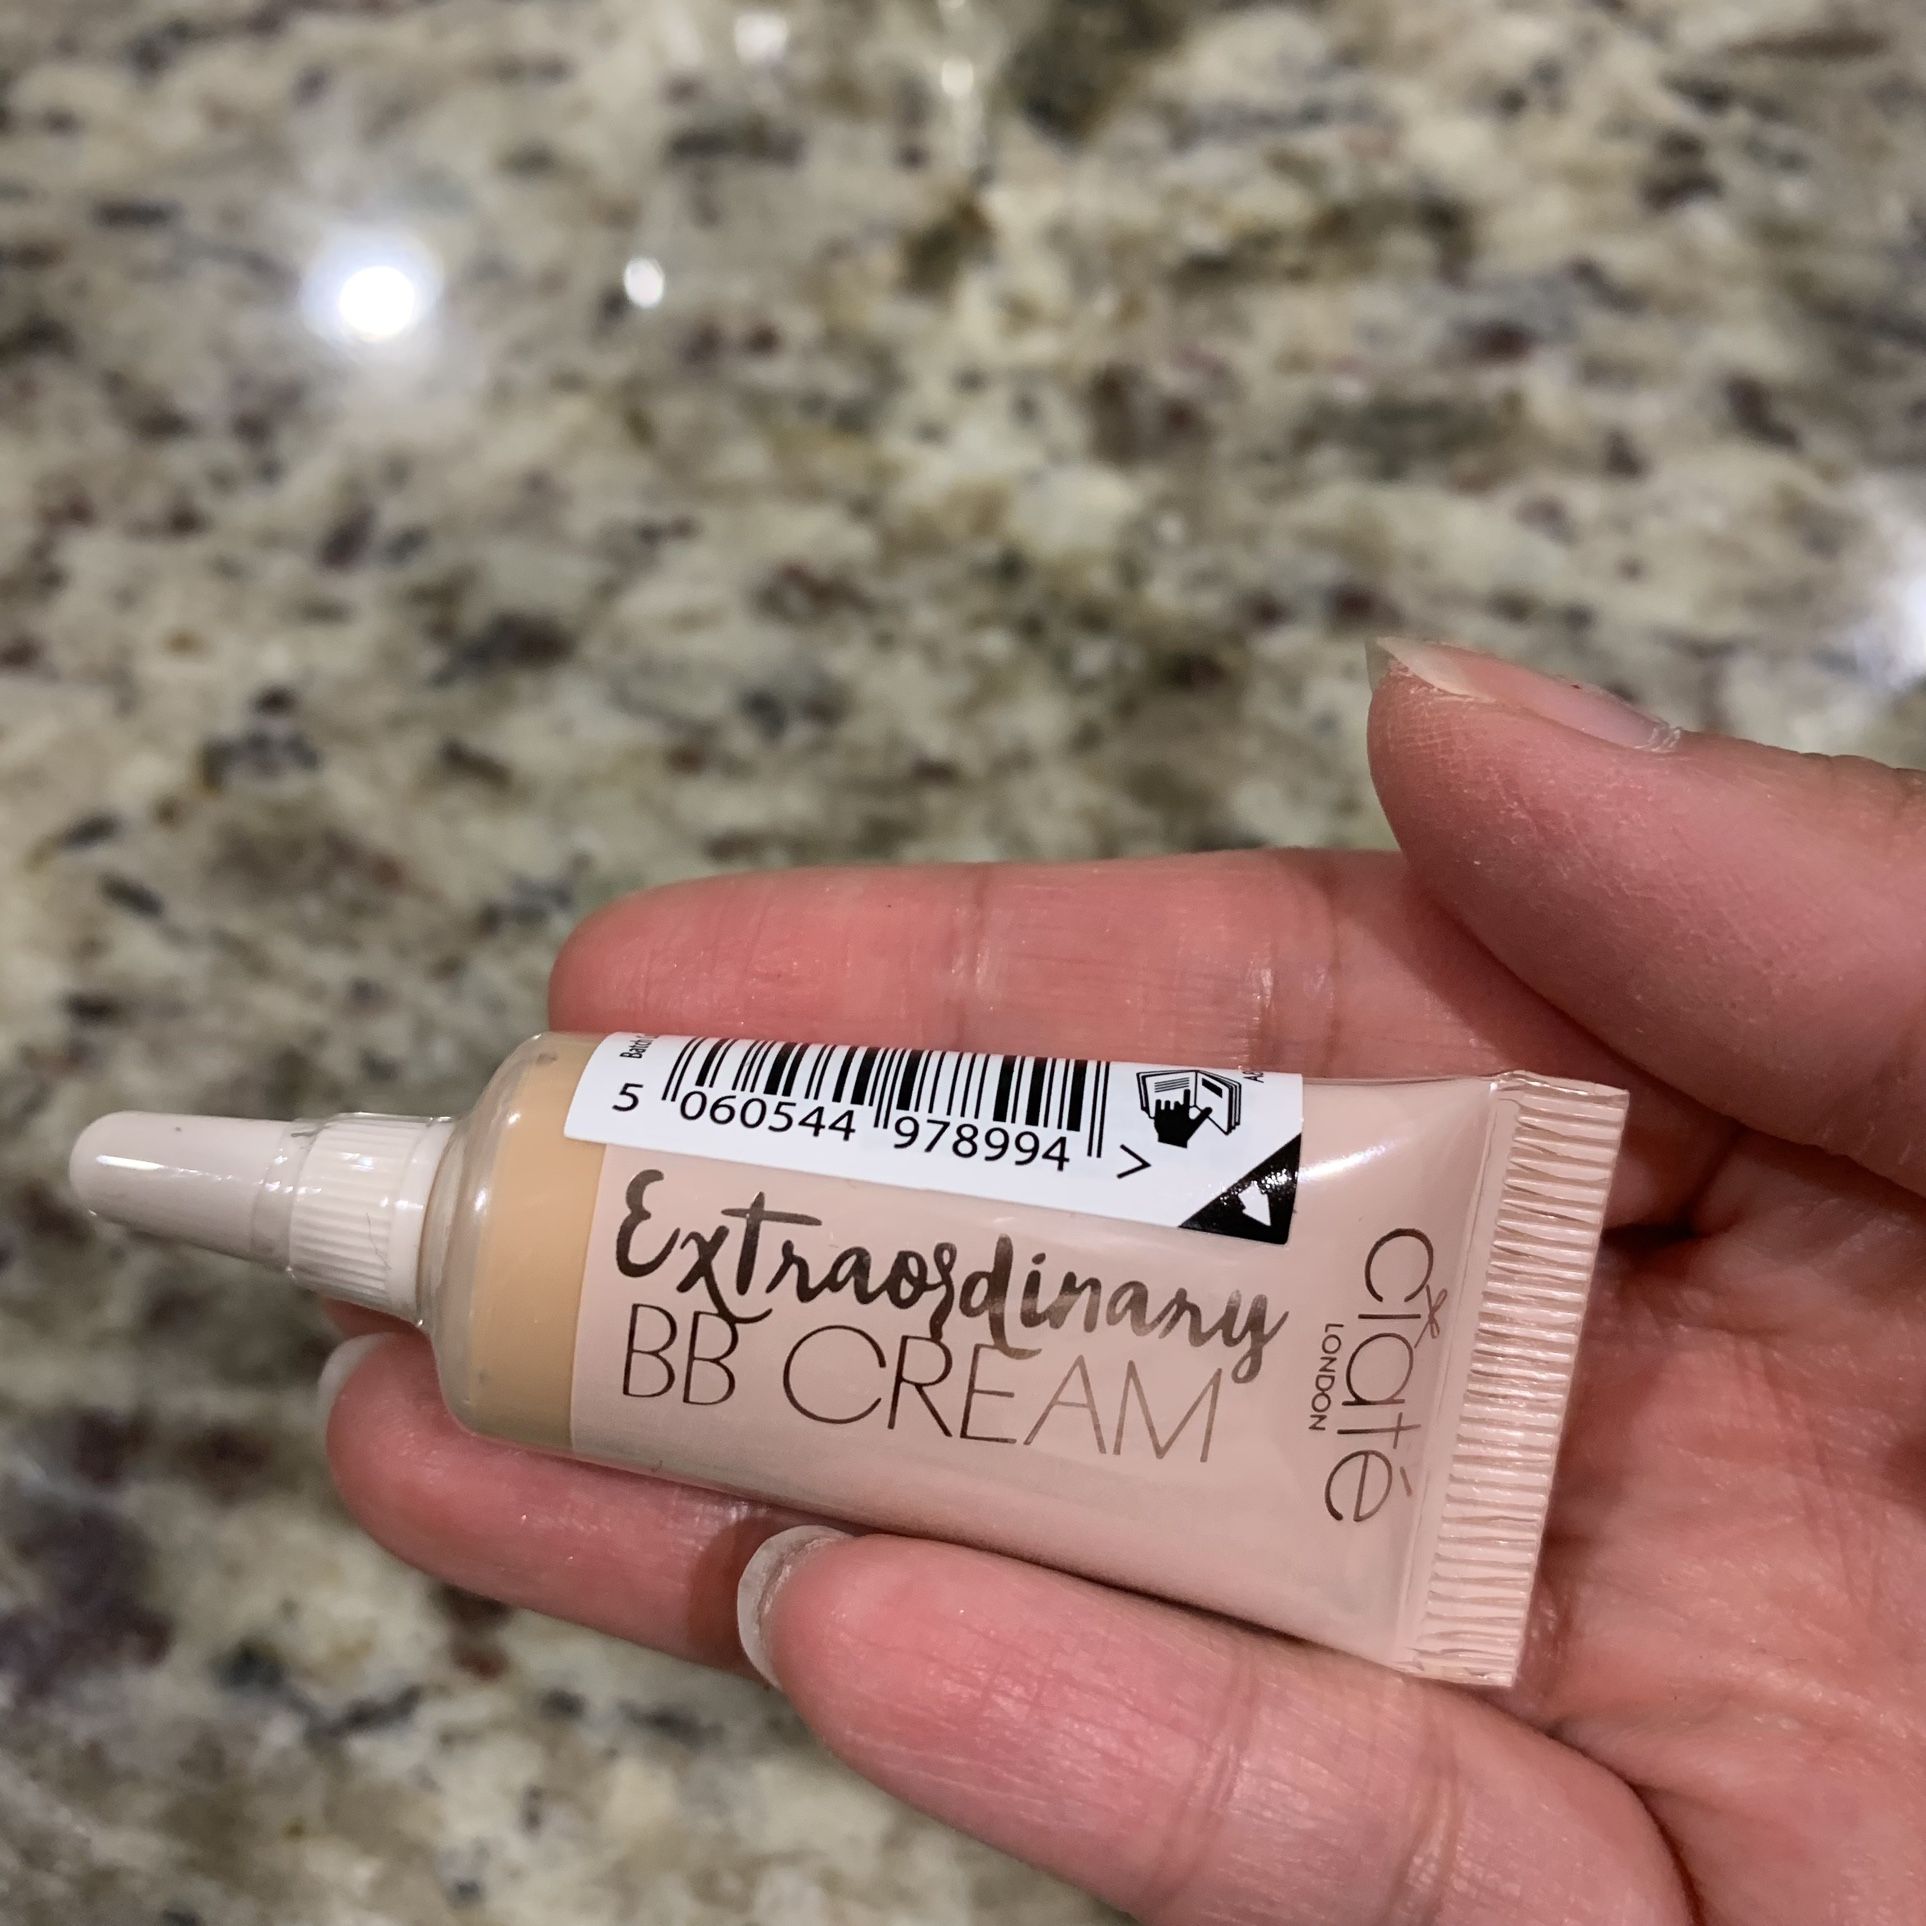 5 060544 978994 >
Extraordinary
BB CREAM
ciaté
LONDON